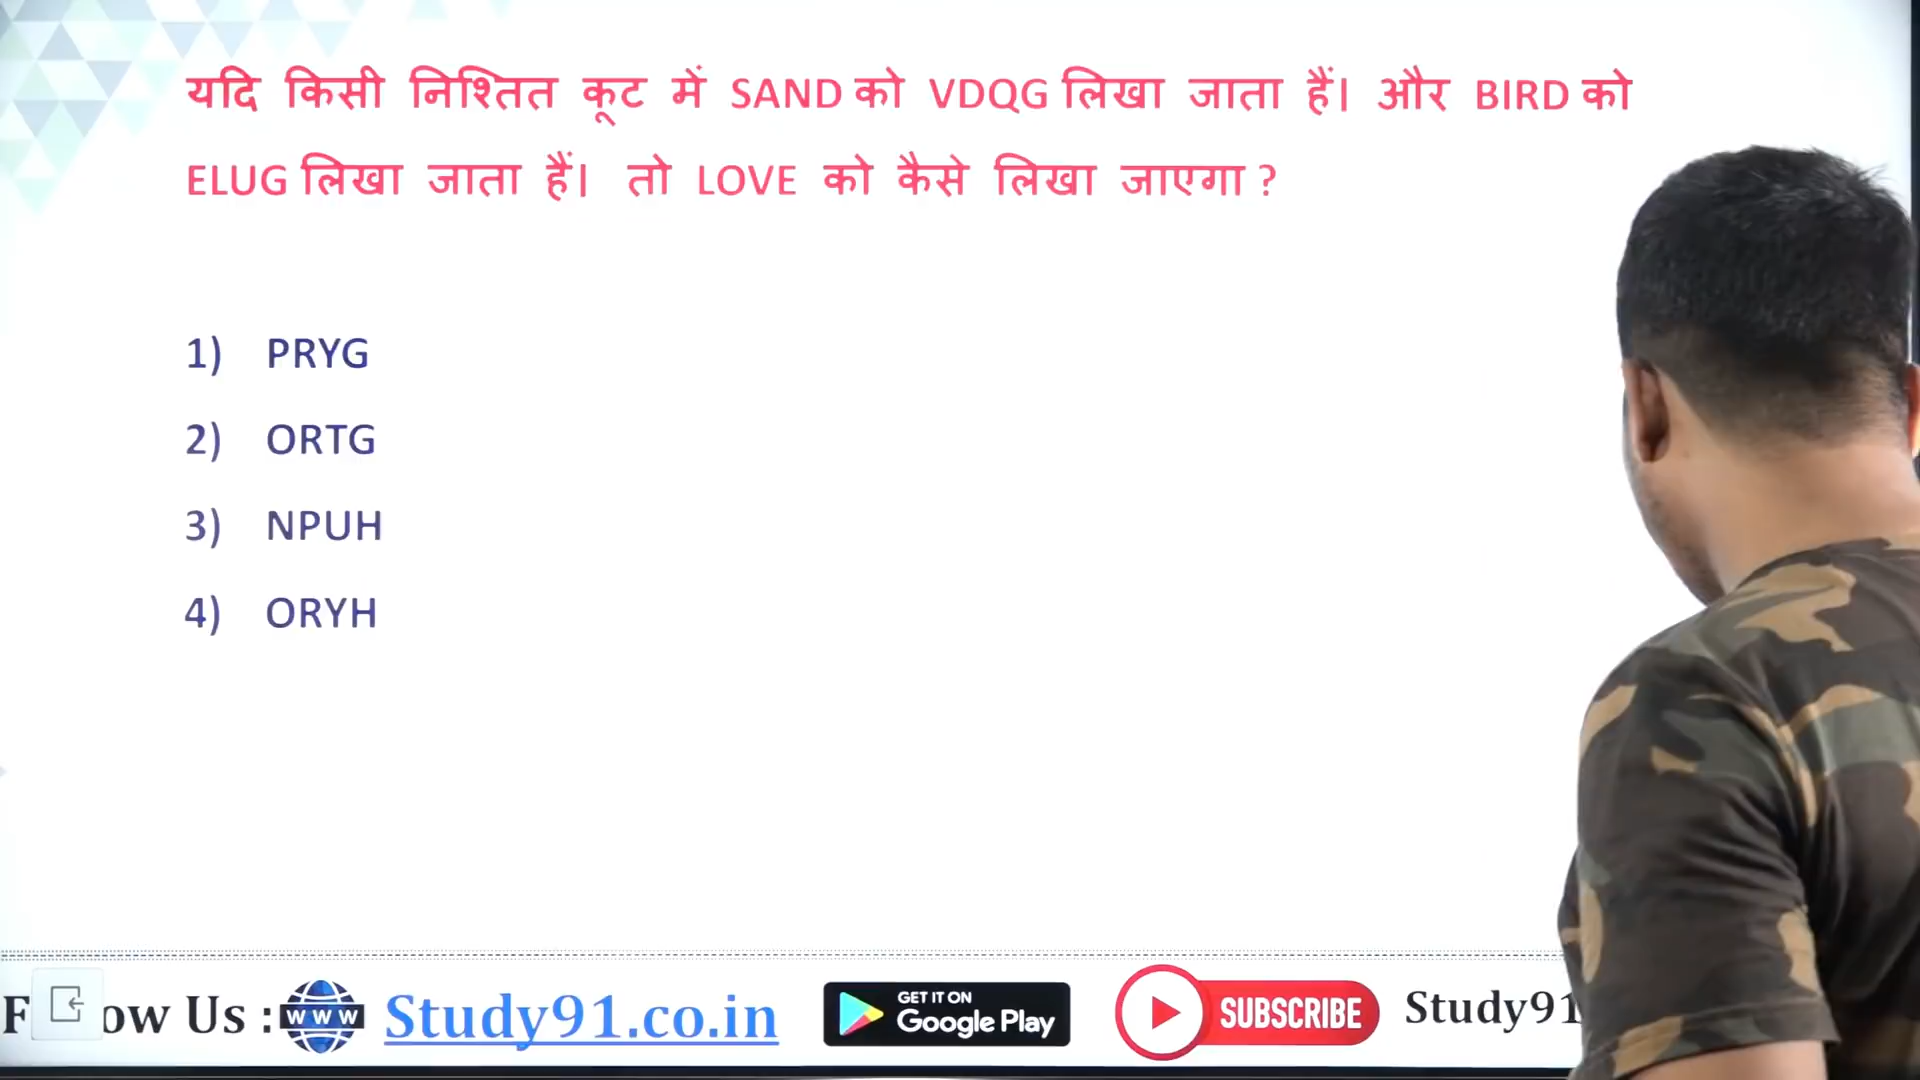 यदि किसी निश्तित कूट में SAND को VDQG लिखा जाता हैं। और BIRD को
ELUG लिखा जाता हैं। तो LOVE को कैसे लिखा जाएगा ?
1) PRYG
2) ORTG
3) NPUH
4) ORYH
F ow Us : www Study91.co.in GET IT ON Google Play SUBSCRIBE Study91